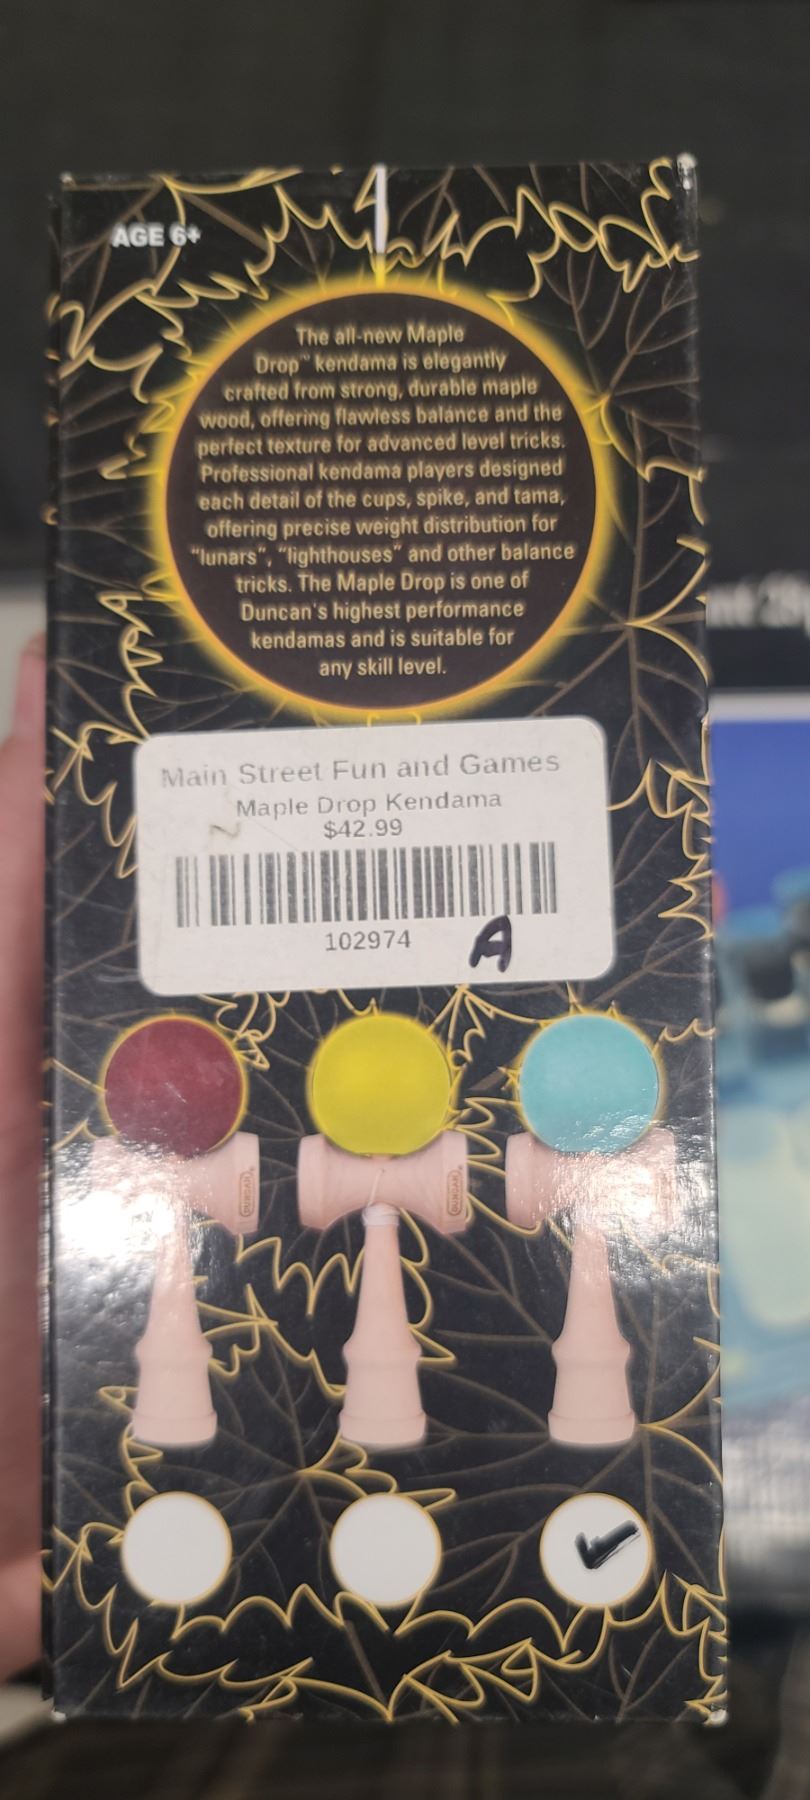 AGE 6+
The all-new Maple
Drop™ kendama is elegantly
crafted from strong, durable maple
wood, offering flawless balance and the
perfect texture for advanced level tricks.
Professional kendama players designed
each detail of the cups, spike, and tama,
offering precise weight distribution for
"lunars", "lighthouses" and other balance
tricks. The Maple Drop is one of
Duncan's highest performance
kendamas and is suitable for
any skill level.
Main Street Fun and Games
Maple Drop Kendama
$42.99
102974
A
DUNCAN®
DUNCAN